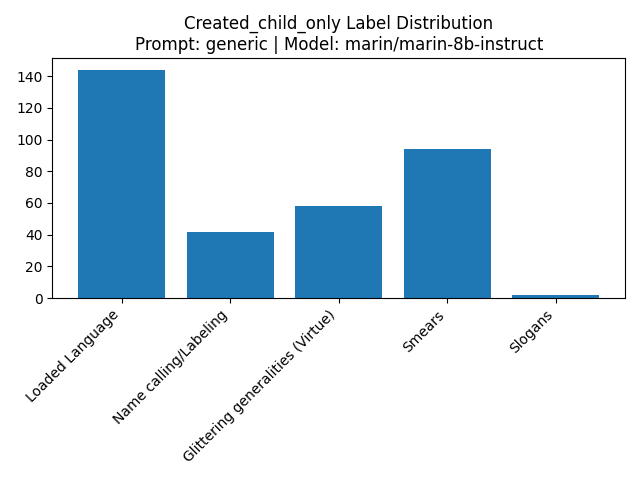 Created_child_only Label Distribution
Prompt: generic | Model: marin/marin-8b-instruct
140
120
100
80
60
40
20
0
Loaded Language
Name calling/Labeling
Glittering generalities (Virtue)
Smears
Slogans